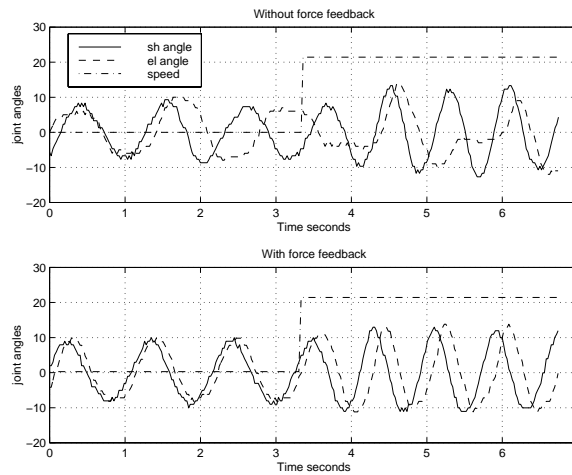 Without force feedback
30
20
10
0
−10
−20
joint angles
sh angle
el angle
speed
0 1 2 3 4 5 6
Time seconds
With force feedback
30
20
10
0
−10
−20
joint angles
0 1 2 3 4 5 6
Time seconds